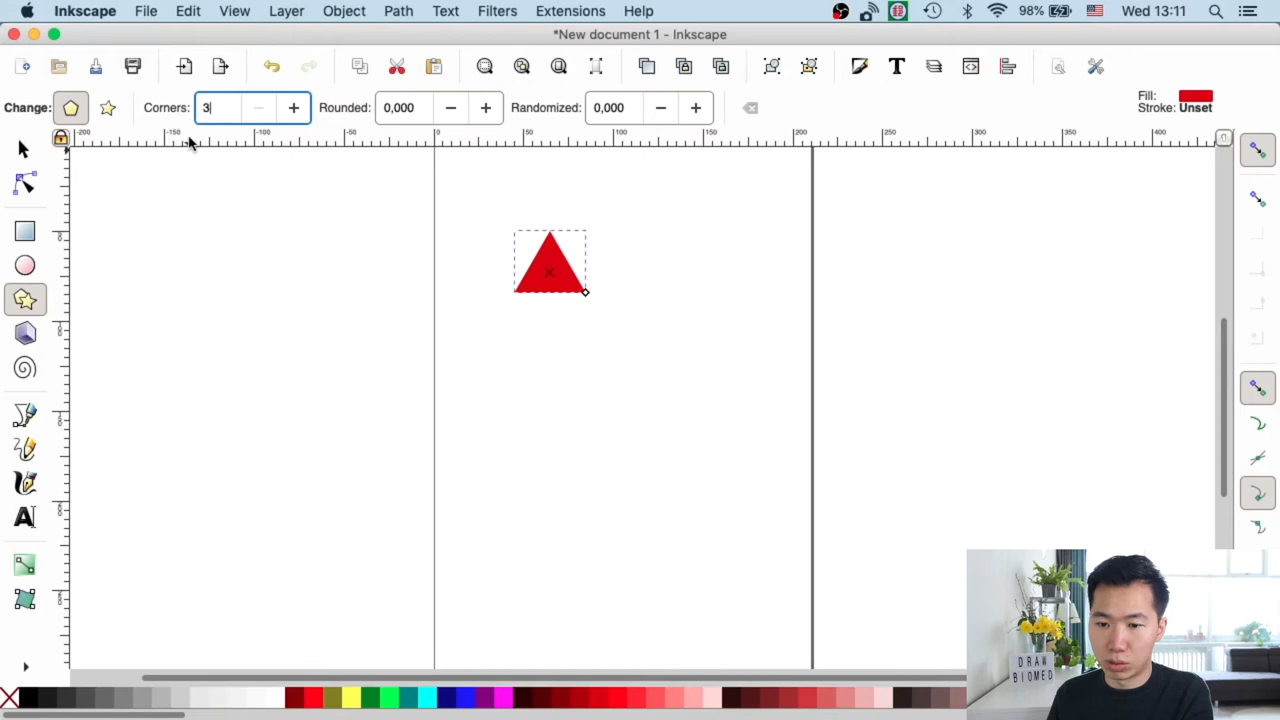 Inkscape File Edit View Layer Object Path Text Filters Extensions Help 98% Wed 13:11
*New document 1 - Inkscape
Change: Corners: 3 Rounded: 0,000 Randomized: 0,000
Fill:
Stroke: Unset
-200 -150 -100 -50 0 50 100 150 200 250 300 350 400
DRAW
BIOMED